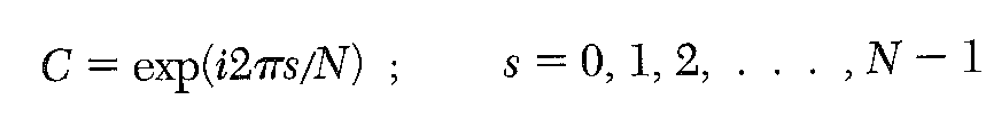 C = exp(i2πs/N) ; s = 0, 1, 2, . . . , N − 1